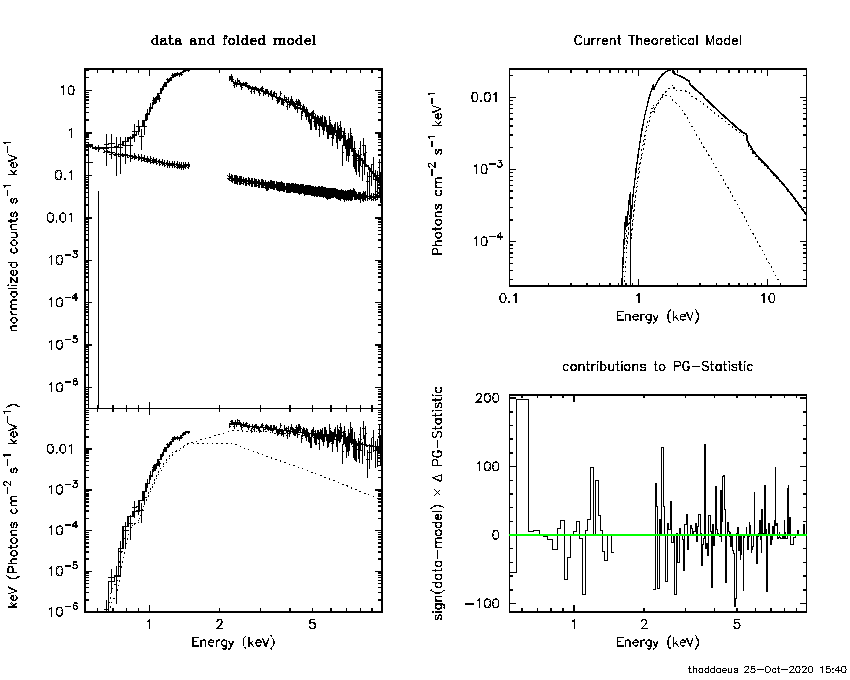 data and folded model
normalized counts s⁻¹ keV⁻¹
10
1
0.1
0.01
10⁻³
10⁻⁴
10⁻⁵
10⁻⁶
keV (Photons cm⁻² s⁻¹ keV⁻¹)
0.01
10⁻³
10⁻⁴
10⁻⁵
10⁻⁶
1 2 5
Energy (keV)
Current Theoretical Model
Photons cm⁻² s⁻¹ keV⁻¹
0.01
10⁻³
10⁻⁴
0.1 1 10
Energy (keV)
contributions to PG-Statistic
sign(data-model) × Δ PG-Statistic
200
100
0
-100
1 2 5
Energy (keV)
thaddaeus 25-Oct-2020 15:40